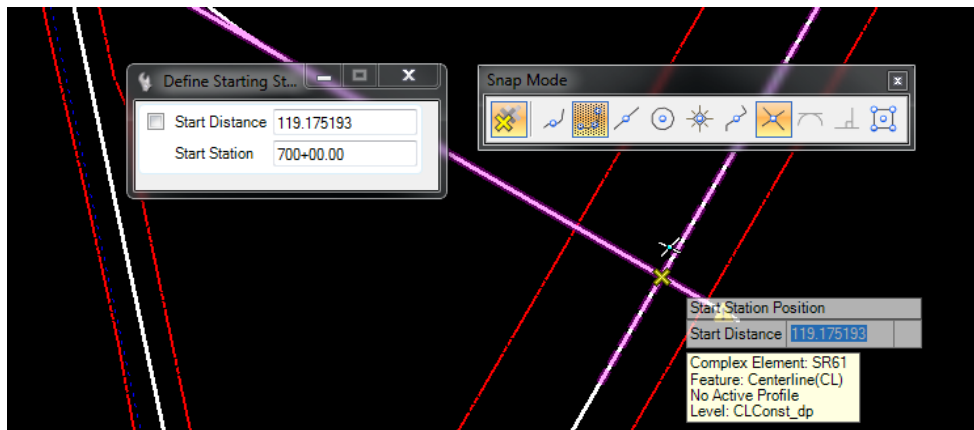 Define Starting St...
Start Distance 119.175193
Start Station 700+00.00
Snap Mode
Start Station Position
Start Distance 119.175193
Complex Element: SR61
Feature: Centerline(CL)
No Active Profile
Level: CLConst_dp